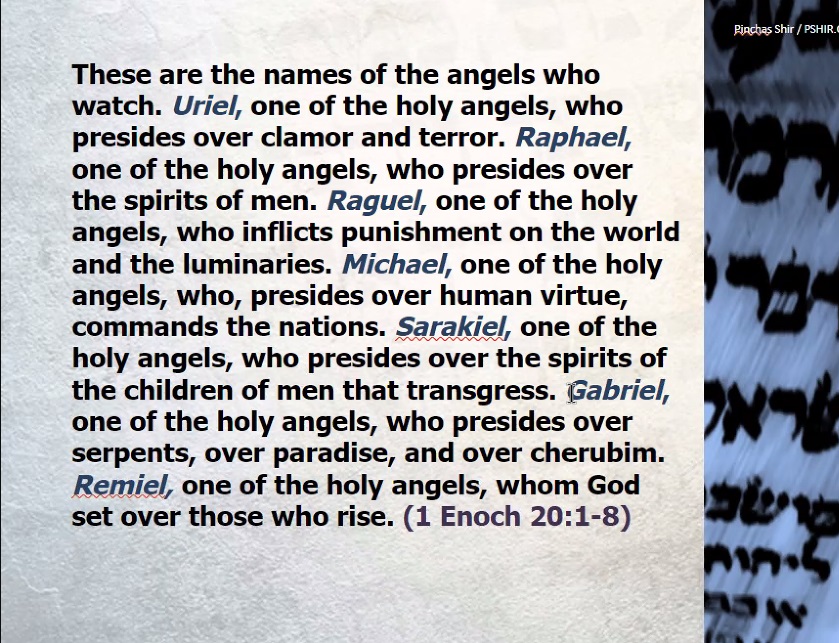 Pinchas Shir / PSHIR.
These are the names of the angels who
watch. Uriel, one of the holy angels, who
presides over clamor and terror. Raphael,
one of the holy angels, who presides over
the spirits of men. Raguel, one of the holy
angels, who inflicts punishment on the world
and the luminaries. Michael, one of the holy
angels, who, presides over human virtue,
commands the nations. Sarakiel, one of the
holy angels, who presides over the spirits of
the children of men that transgress. Gabriel,
one of the holy angels, who presides over
serpents, over paradise, and over cherubim.
Remiel, one of the holy angels, whom God
set over those who rise. (1 Enoch 20:1-8)